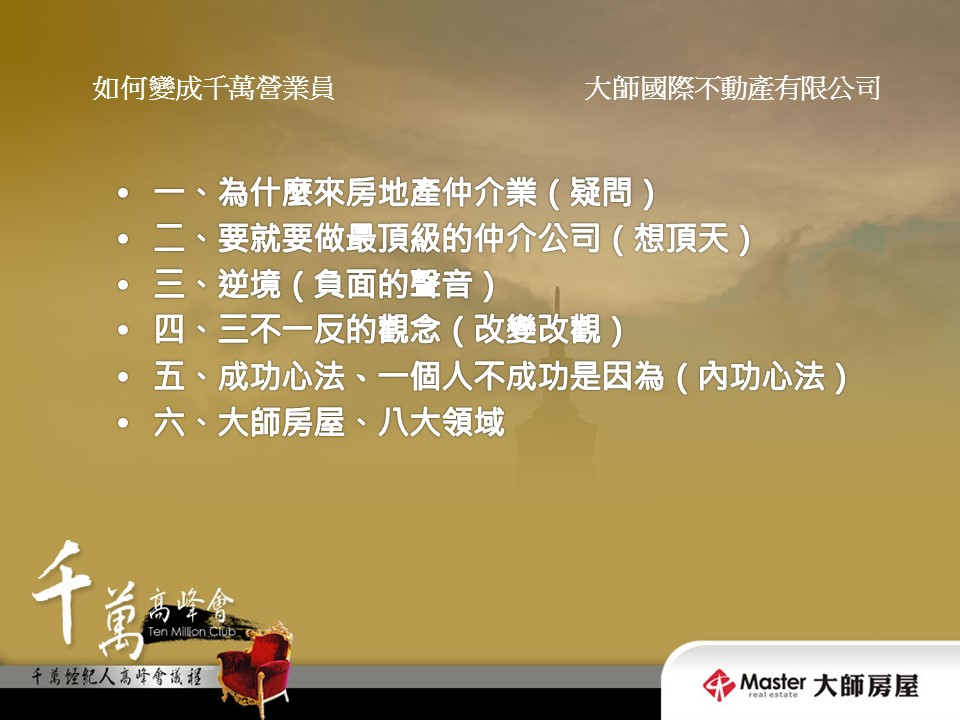 如何變成千萬營業員 大師國際不動產有限公司
• 一、為什麼來房地產仲介業（疑問）
• 二、要就要做最頂級的仲介公司（想頂天）
• 三、逆境（負面的聲音）
• 四、三不一反的觀念（改變改觀）
• 五、成功心法、一個人不成功是因為（內功心法）
• 六、大師房屋、八大領域
千萬高峰會
Ten Million Club
千萬經紀人高峰會議程
Master 大師房屋
real estate